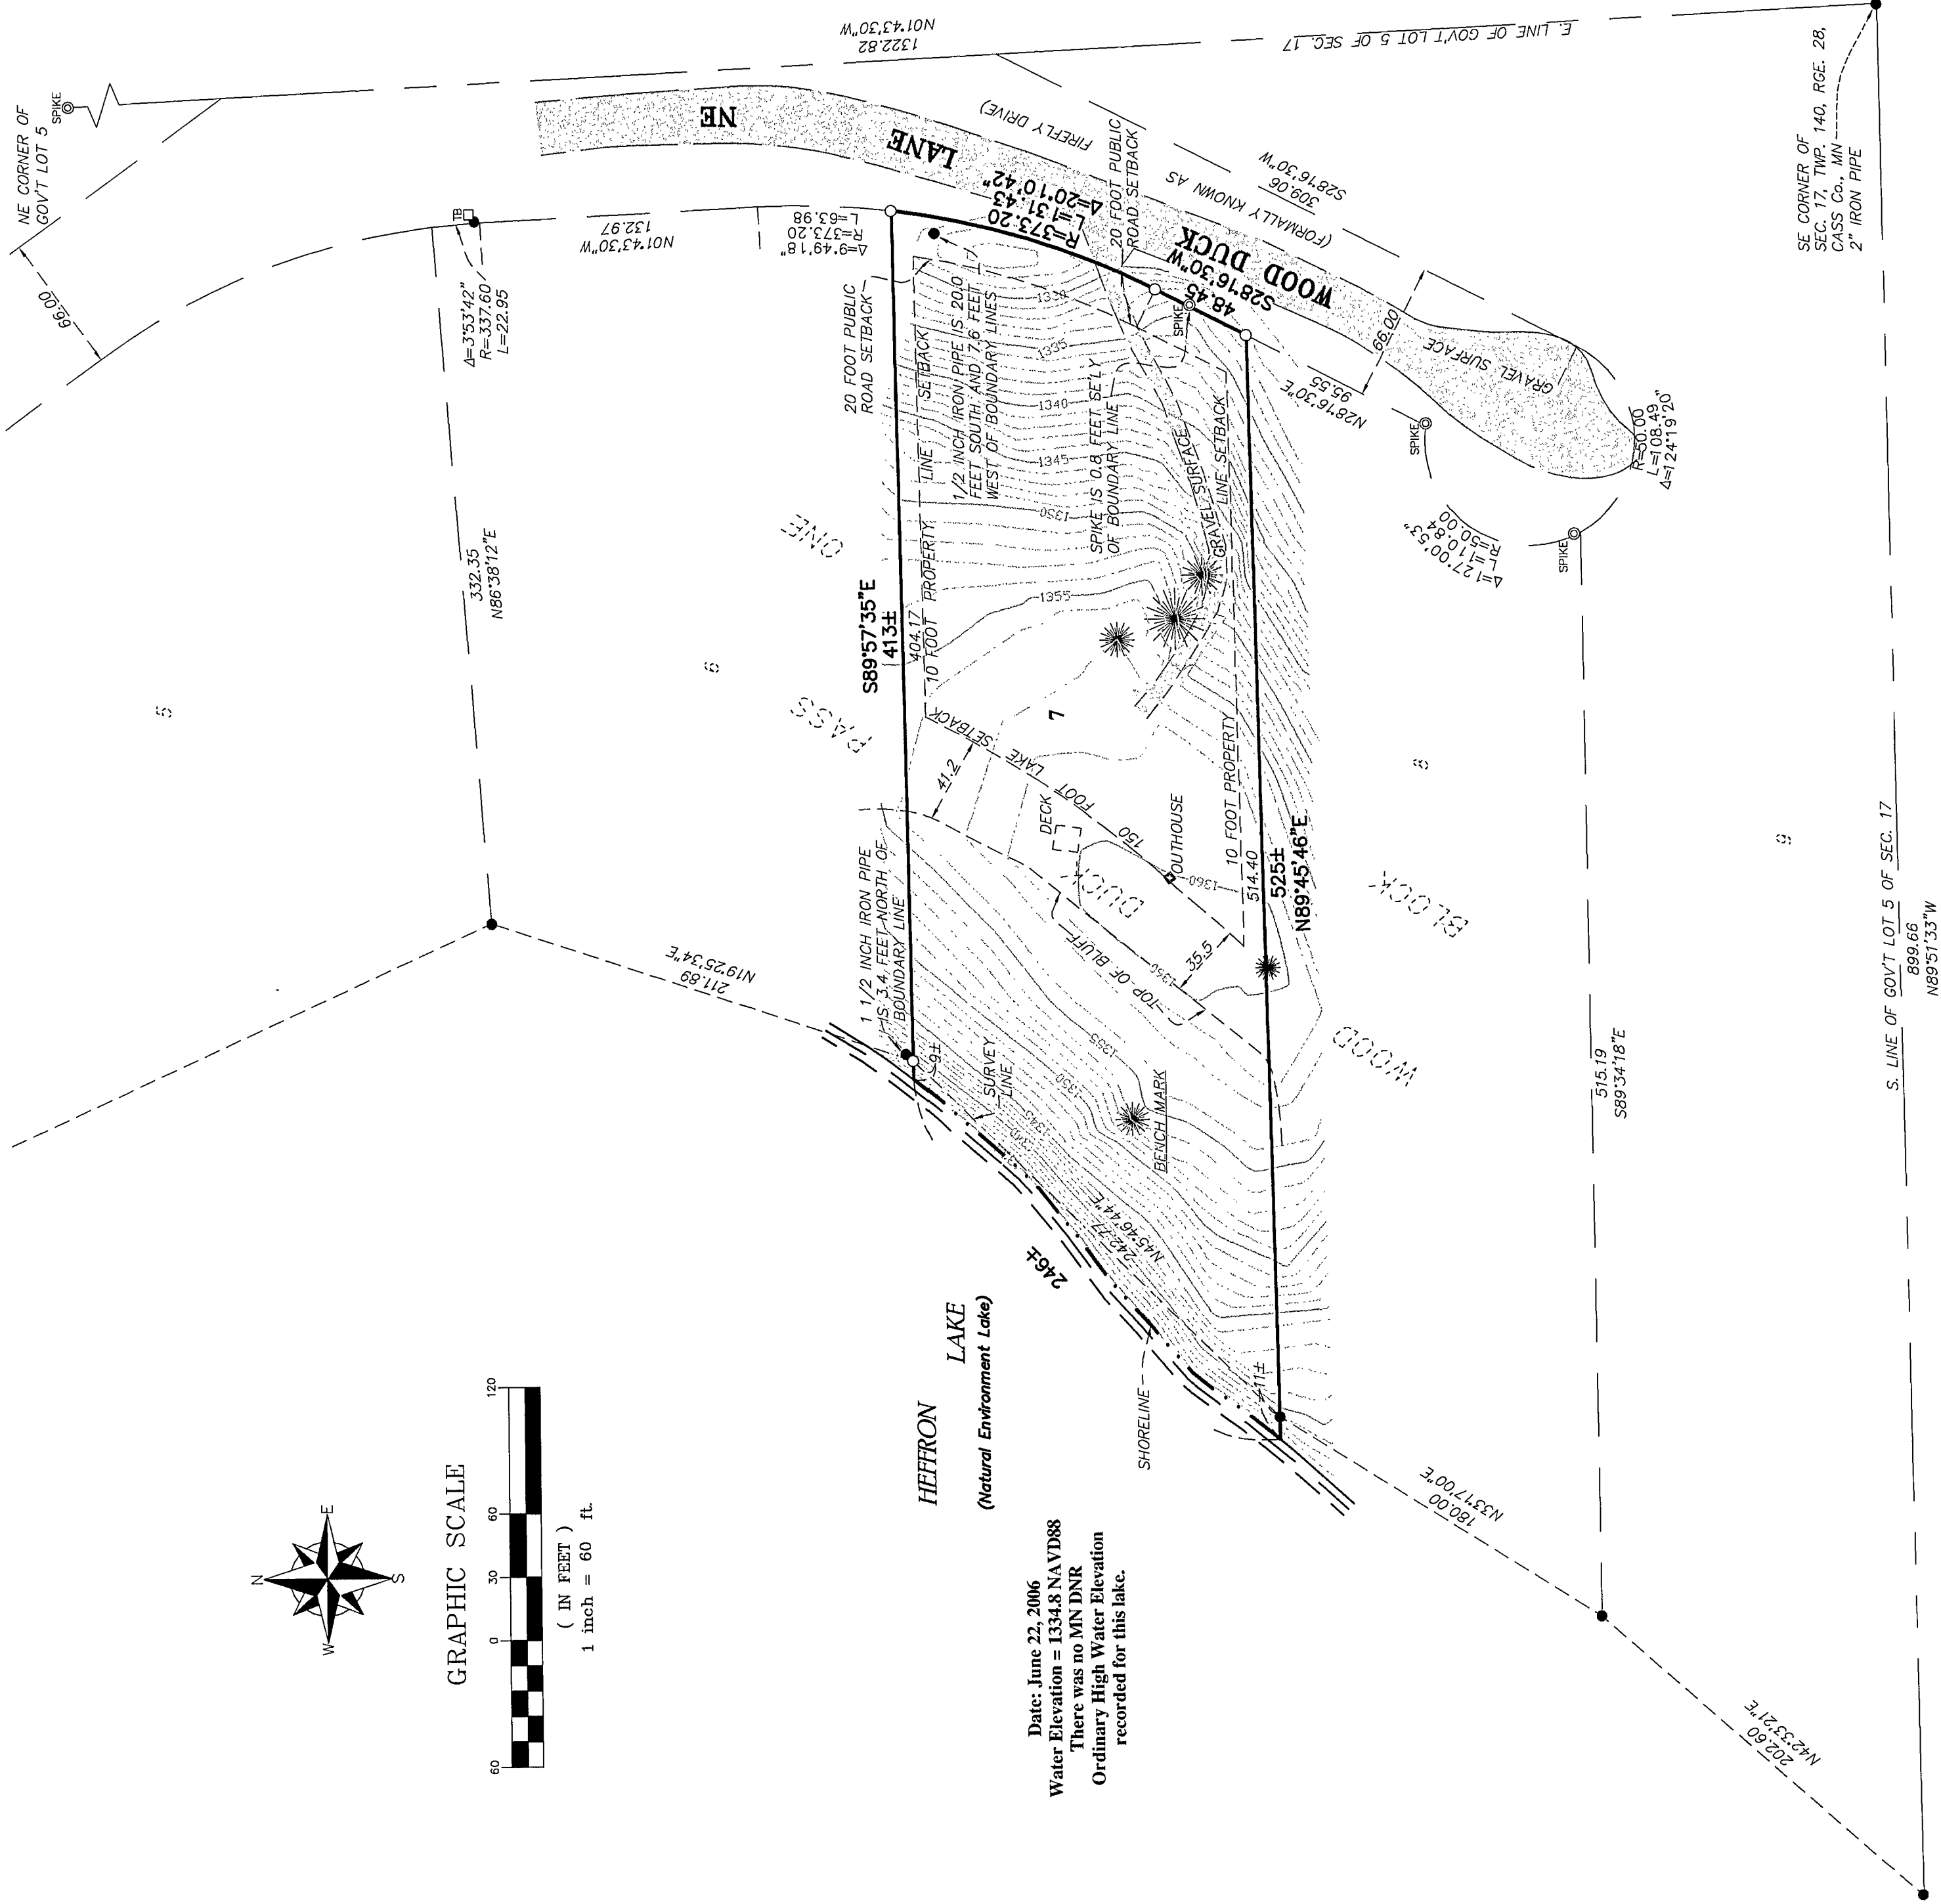 NE CORNER OF
GOV'T LOT 5
SPIKE
66.00
1322.82
N01°43'30"W
E. LINE OF GOV'T LOT 5 OF SEC. 17
NE
LANE
WOOD DUCK
(FORMALLY KNOWN AS
FIREFLY DRIVE)
309.06
S28°16'30"W
TB
Δ=3°53'42"
R=337.60
L=22.95
132.97
N01°43'30"W
Δ=9°49'18"
R=373.20
L=63.98
R=373.20
L=131.43
Δ=20°10'42"
20 FOOT PUBLIC
ROAD SETBACK
20 FOOT PUBLIC
ROAD SETBACK
S28°16'30"W
48.45
SPIKE
66.00
N28°16'30"E
95.55
GRAVEL SURFACE
SPIKE
R=50.00
L=108.49
Δ=124°19'20"
Δ=127°00'53"
L=110.84
R=50.00
SPIKE
SE CORNER OF
SEC. 17, TWP. 140, RGE. 28,
CASS Co., MN
2" IRON PIPE
332.35
N86°38'12"E
5
6
ONE
PASS
S89°57'35"E
413±
404.17
10 FOOT PROPERTY LINE SETBACK
1/2 INCH IRON PIPE IS 20.0
FEET SOUTH AND 7.6 FEET
WEST OF BOUNDARY LINES
SPIKE IS 0.8 FEET SE'LY
OF BOUNDARY LINE
GRAVEL SURFACE
1330
1335
1340
1345
1350
1355
7
150 FOOT LAKE SETBACK
41.2
DECK
OUTHOUSE
DUCK
1360
1360
TOP OF BLUFF
35.5
10 FOOT PROPERTY LINE SETBACK
514.40
525±
N89°45'46"E
8
BLOCK
WOOD
9
1 1/2 INCH IRON PIPE
IS 3.4 FEET NORTH OF
BOUNDARY LINE
211.89
N19°25'34"E
9±
SURVEY
LINE
1355
1350
1345
1340
BENCH MARK
242.77
N45°46'44"E
246±
SHORELINE
11±
HEFFRON
LAKE
(Natural Environment Lake)
180.00
N33°17'00"E
515.19
S89°34'18"E
S. LINE OF GOV'T LOT 5 OF SEC. 17
899.66
N89°51'33"W
202.60
N42°33'21"E
N
E
S
W
GRAPHIC SCALE
60
0
30
60
120
( IN FEET )
1 inch = 60 ft.
Date: June 22, 2006
Water Elevation = 1334.8 NAVD88
There was no MN DNR
Ordinary High Water Elevation
recorded for this lake.